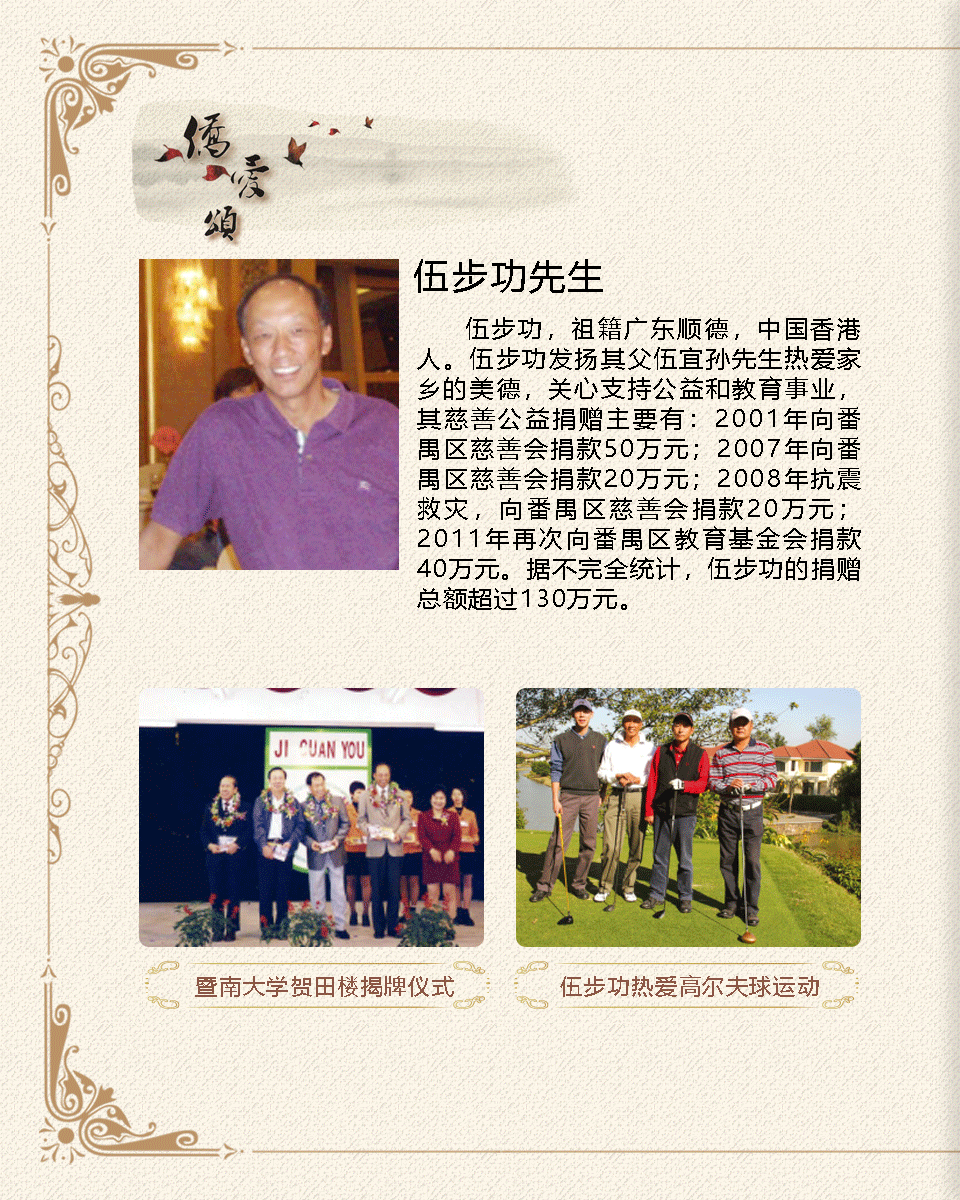 僑
愛
頌
伍步功先生
伍步功，祖籍广东顺德，中国香港
人。伍步功发扬其父伍宜孙先生热爱家
乡的美德，关心支持公益和教育事业，
其慈善公益捐赠主要有：2001年向番
禺区慈善会捐款50万元；2007年向番
禺区慈善会捐款20万元；2008年抗震
救灾，向番禺区慈善会捐款20万元；
2011年再次向番禺区教育基金会捐款
40万元。据不完全统计，伍步功的捐赠
总额超过130万元。
JI GUAN YOU
暨南大学贺田楼揭牌仪式
伍步功热爱高尔夫球运动